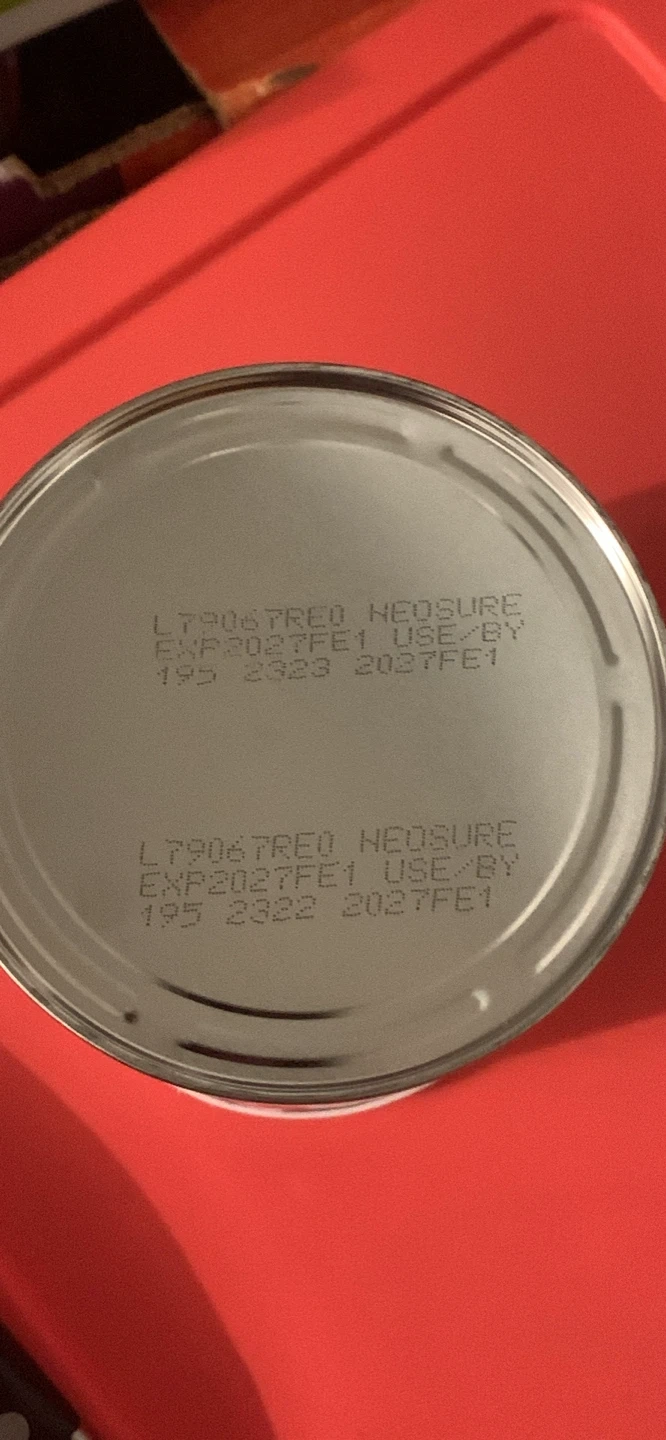 L79067RE0 NEOSURE
EXP2027FE1 USE/BY
195 2323 2027FE1
L79067RE0 NEOSURE
EXP2027FE1 USE/BY
195 2322 2027FE1